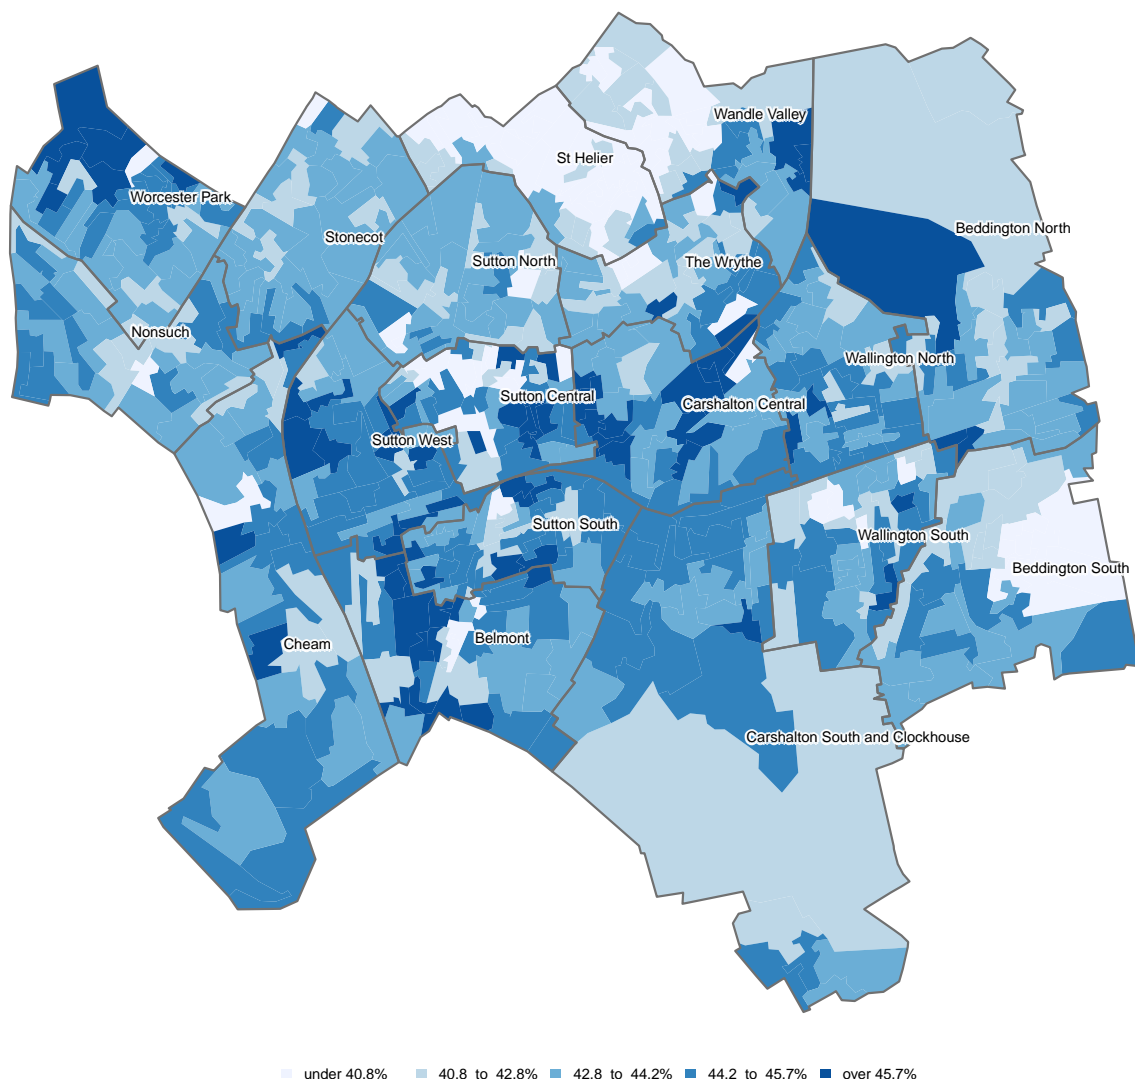 Wandle Valley
St Helier
Worcester Park
Beddington North
Stonecot
Sutton North
The Wrythe
Nonsuch
Wallington North
Sutton Central
Carshalton Central
Sutton West
Sutton South
Wallington South
Beddington South
Belmont
Cheam
Carshalton South and Clockhouse
under 40.8% 40.8 to 42.8% 42.8 to 44.2% 44.2 to 45.7% over 45.7%